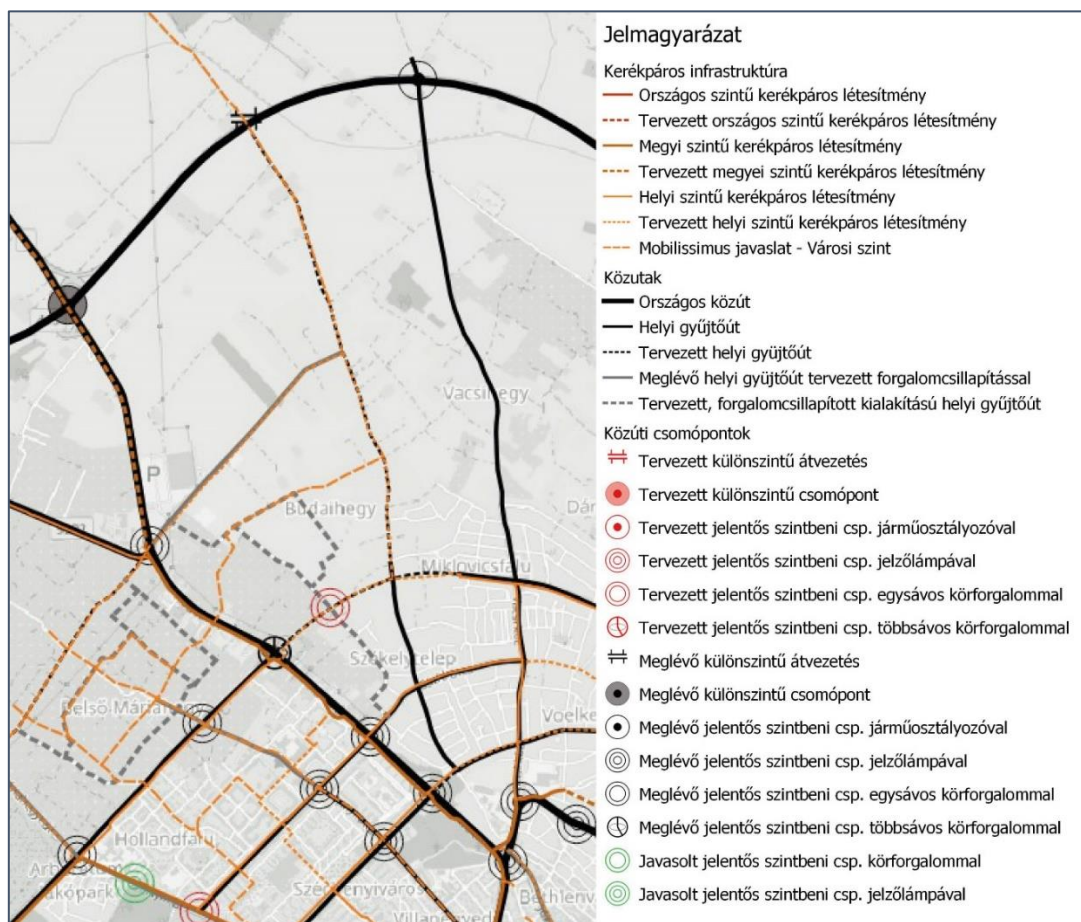 Jelmagyarázat
Kerékpáros infrastruktúra
Országos szintű kerékpáros létesítmény
Tervezett országos szintű kerékpáros létesítmény
Megyi szintű kerékpáros létesítmény
Tervezett megyei szintű kerékpáros létesítmény
Helyi szintű kerékpáros létesítmény
Tervezett helyi szintű kerékpáros létesítmény
Mobilissimus javaslat - Városi szint
Közutak
Országos közút
Helyi gyűjtőút
Tervezett helyi gyüjtőút
Meglévő helyi gyüjtőút tervezett forgalomcsillapítással
Tervezett, forgalomcsillapított kialakítású helyi gyűjtőút
Közúti csomópontok
Tervezett különszintű átvezetés
Tervezett különszintű csomópont
Tervezett jelentős szintbeni csp. járműosztályozóval
Tervezett jelentős szintbeni csp. jelzőlámpával
Tervezett jelentős szintbeni csp. egysávos körforgalommal
Tervezett jelentős szintbeni csp. többsávos körforgalommal
Meglévő különszintű átvezetés
Meglévő különszintű csomópont
Meglévő jelentős szintbeni csp. járműosztályozóval
Meglévő jelentős szintbeni csp. jelzőlámpával
Meglévő jelentős szintbeni csp. egysávos körforgalommal
Meglévő jelentős szintbeni csp. többsávos körforgalommal
Javasolt jelentős szintbeni csp. körforgalommal
Javasolt jelentős szintbeni csp. jelzőlámpával
Vacsihegy
P
Budaihegy
Miklovicsfalu
Székelytelep
Hollandfalu